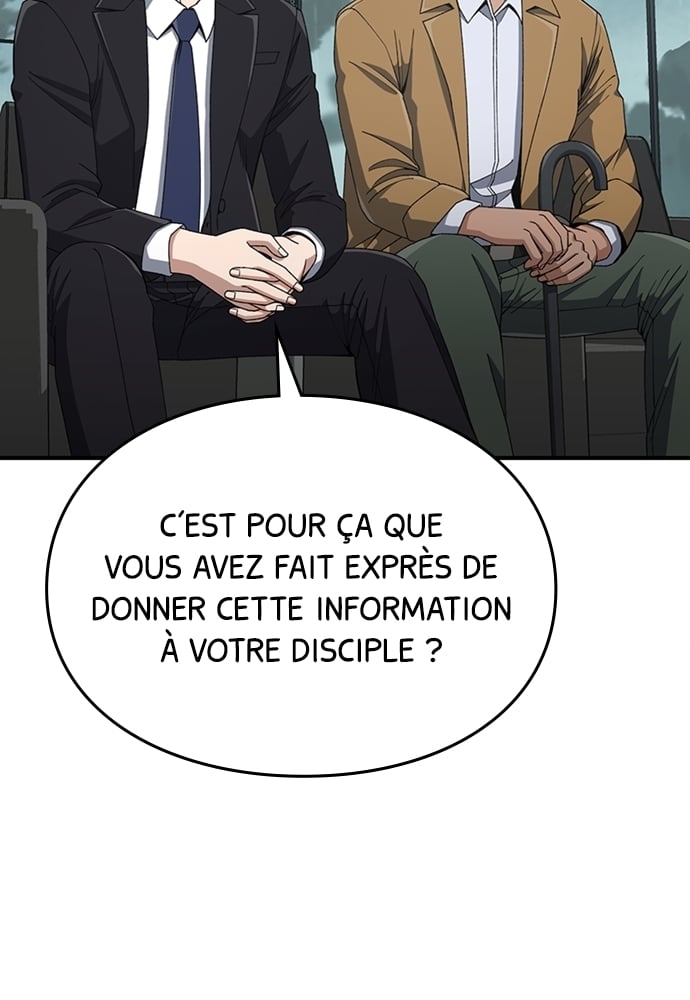 C'EST POUR ÇA QUE
VOUS AVEZ FAIT EXPRÈS DE
DONNER CETTE INFORMATION
À VOTRE DISCIPLE ?